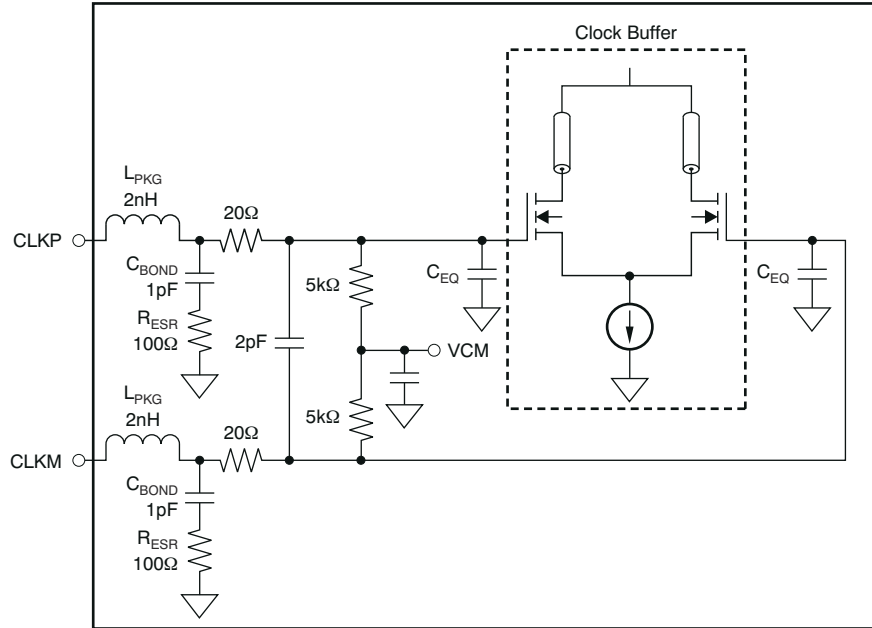 Clock Buffer
L_PKG
2nH
20Ω
CLKP
C_BOND
1pF
R_ESR
100Ω
5kΩ
2pF
C_EQ
C_EQ
VCM
L_PKG
2nH
20Ω
5kΩ
CLKM
C_BOND
1pF
R_ESR
100Ω